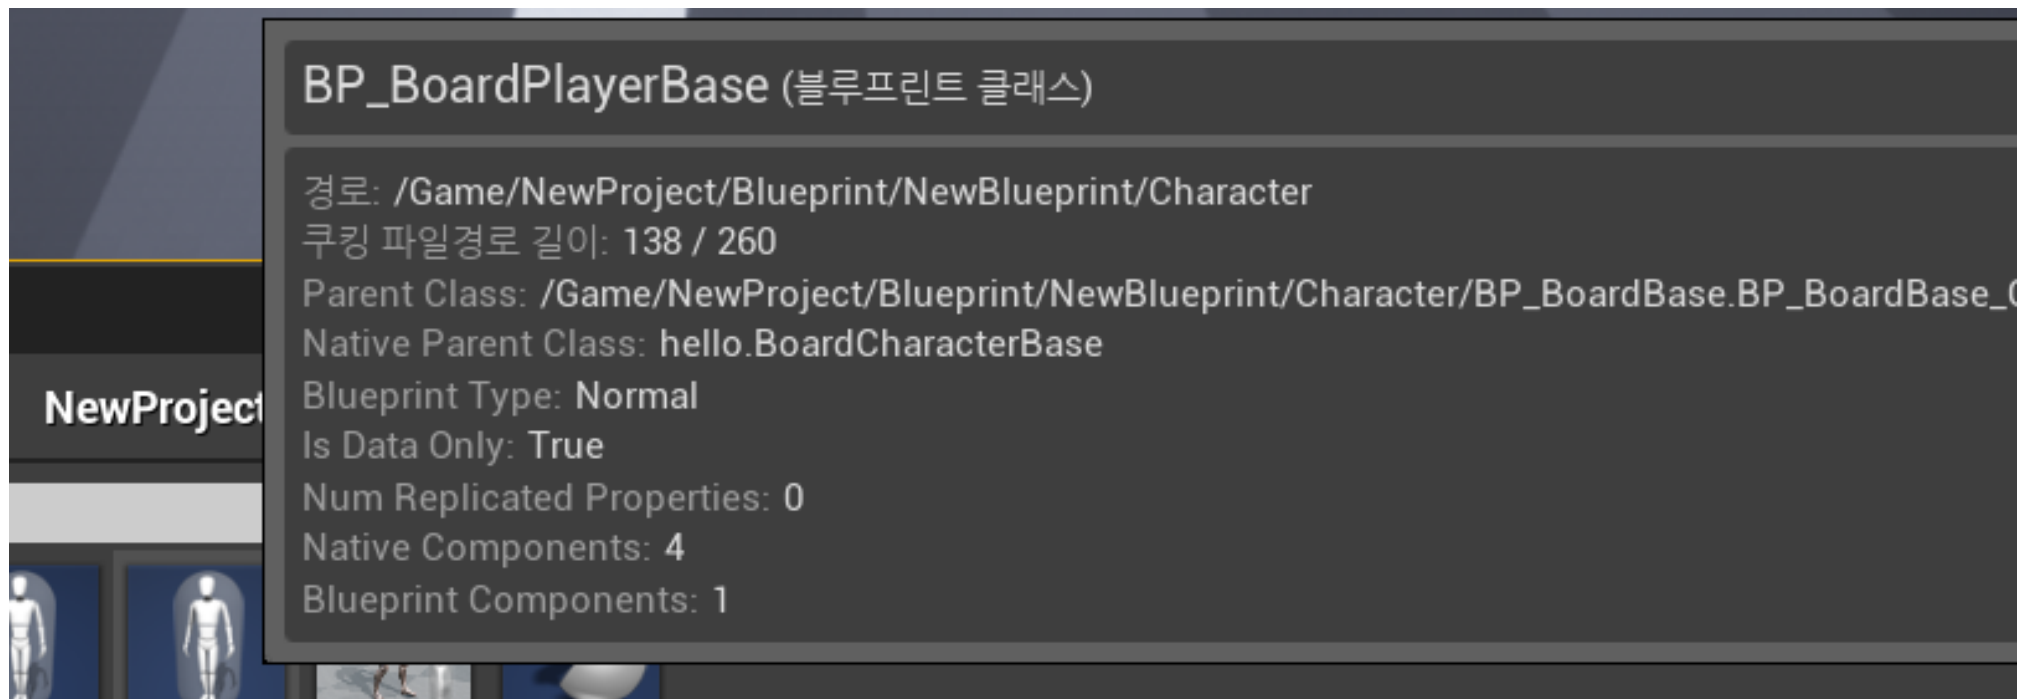 BP_BoardPlayerBase (블루프린트 클래스)
경로: /Game/NewProject/Blueprint/NewBlueprint/Character
쿠킹 파일경로 길이: 138 / 260
Parent Class: /Game/NewProject/Blueprint/NewBlueprint/Character/BP_BoardBase.BP_BoardBase_
Native Parent Class: hello.BoardCharacterBase
Blueprint Type: Normal
Is Data Only: True
Num Replicated Properties: 0
Native Components: 4
Blueprint Components: 1
NewProject